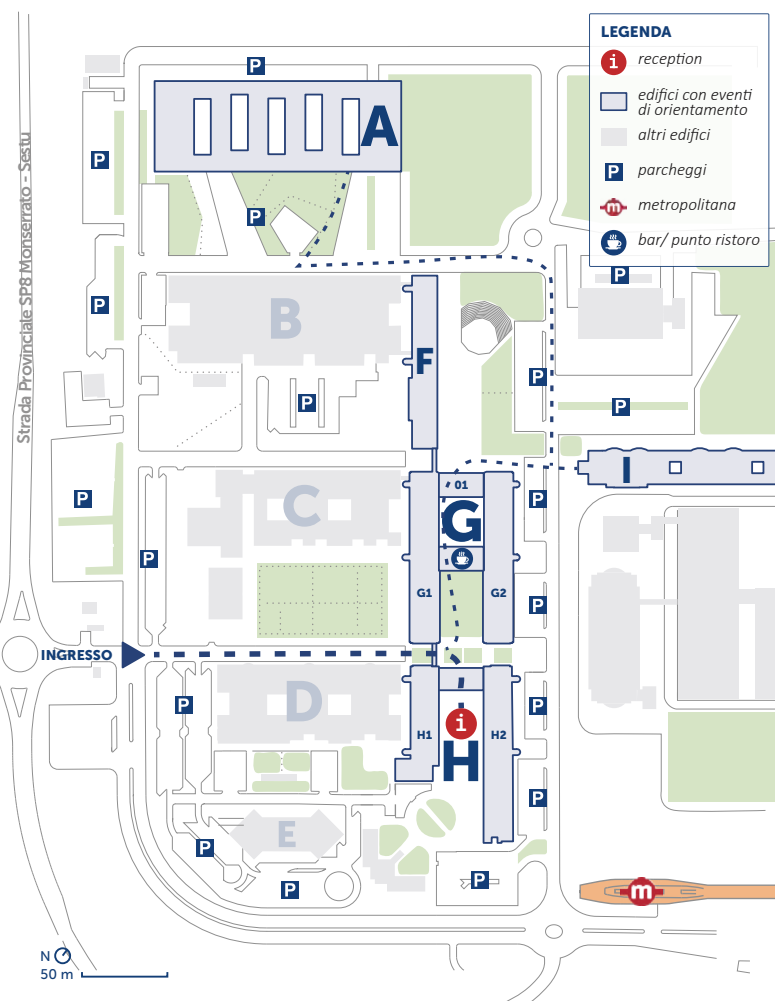 LEGENDA
i
reception
edifici con eventi
di orientamento
altri edifici
P
parcheggi
m
metropolitana
bar/ punto ristoro
P
A
P
P
Strada Provinciale SP8 Monserrato - Sestu
P
P
B
F
P
P
P
I
01
P
C
G
P
P
G1
G2
P
INGRESSO
D
P
P
i
H1
H2
H
P
E
P
P
P
m
N
50 m